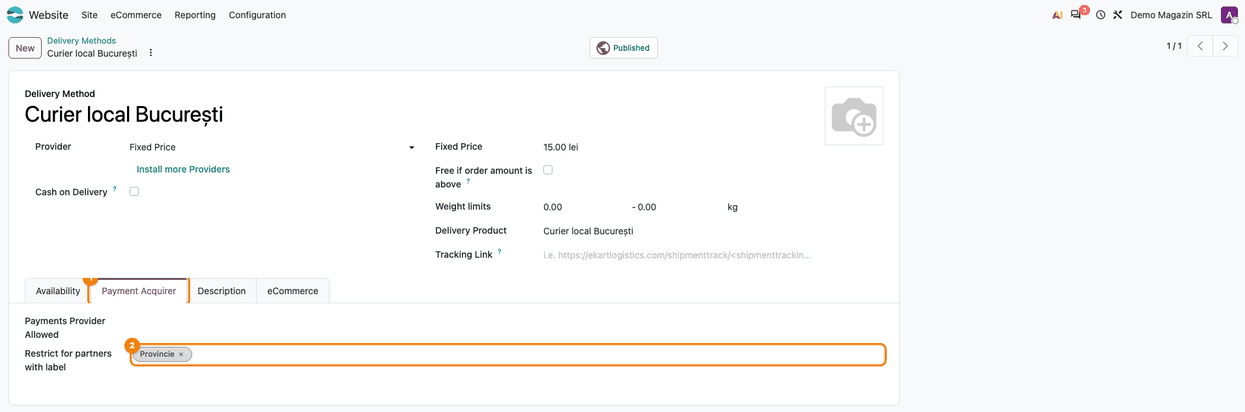 Website Site eCommerce Reporting Configuration AI 3 Demo Magazin SRL A
New Delivery Methods
Curier local București
Published
1 / 1
Delivery Method
Curier local București
Provider Fixed Price
Install more Providers
Cash on Delivery ?
Fixed Price 15.00 lei
Free if order amount is
above ?
Weight limits 0.00 - 0.00 kg
Delivery Product Curier local București
Tracking Link ? i.e. https://ekartlogistics.com/shipmenttrack/<shipmenttrackin...
1
Availability Payment Acquirer Description eCommerce
Payments Provider
Allowed
2
Restrict for partners
with label
Provincie ×